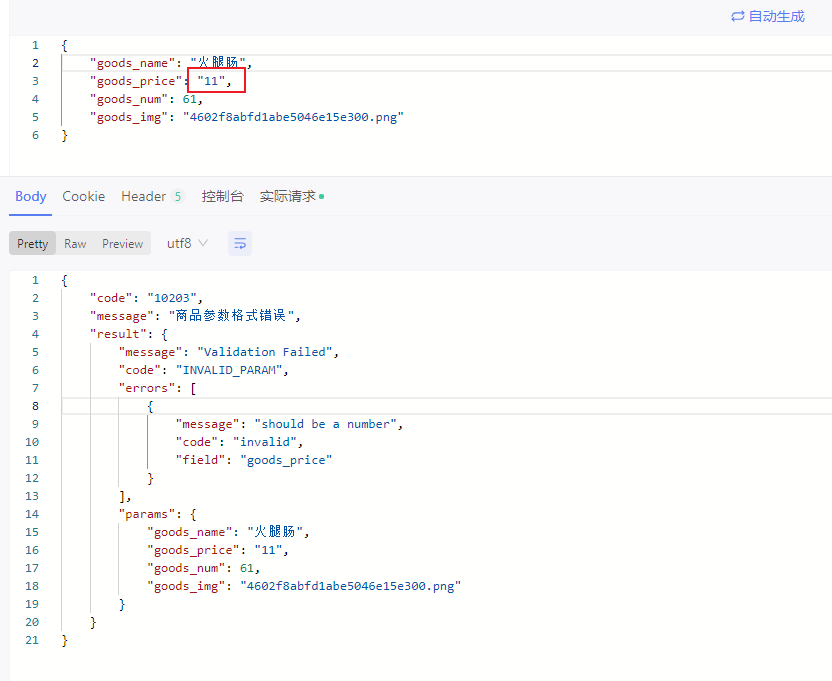 自动生成
1 {
2 "goods_name": "火腿肠",
3 "goods_price": "11",
4 "goods_num": 61,
5 "goods_img": "4602f8abfd1abe5046e15e300.png"
6 }
Body Cookie Header 5 控制台 实际请求
Pretty Raw Preview utf8
1 {
2 "code": "10203",
3 "message": "商品参数格式错误",
4 "result": {
5 "message": "Validation Failed",
6 "code": "INVALID_PARAM",
7 "errors": [
8 {
9 "message": "should be a number",
10 "code": "invalid",
11 "field": "goods_price"
12 }
13 ],
14 "params": {
15 "goods_name": "火腿肠",
16 "goods_price": "11",
17 "goods_num": 61,
18 "goods_img": "4602f8abfd1abe5046e15e300.png"
19 }
20 }
21 }